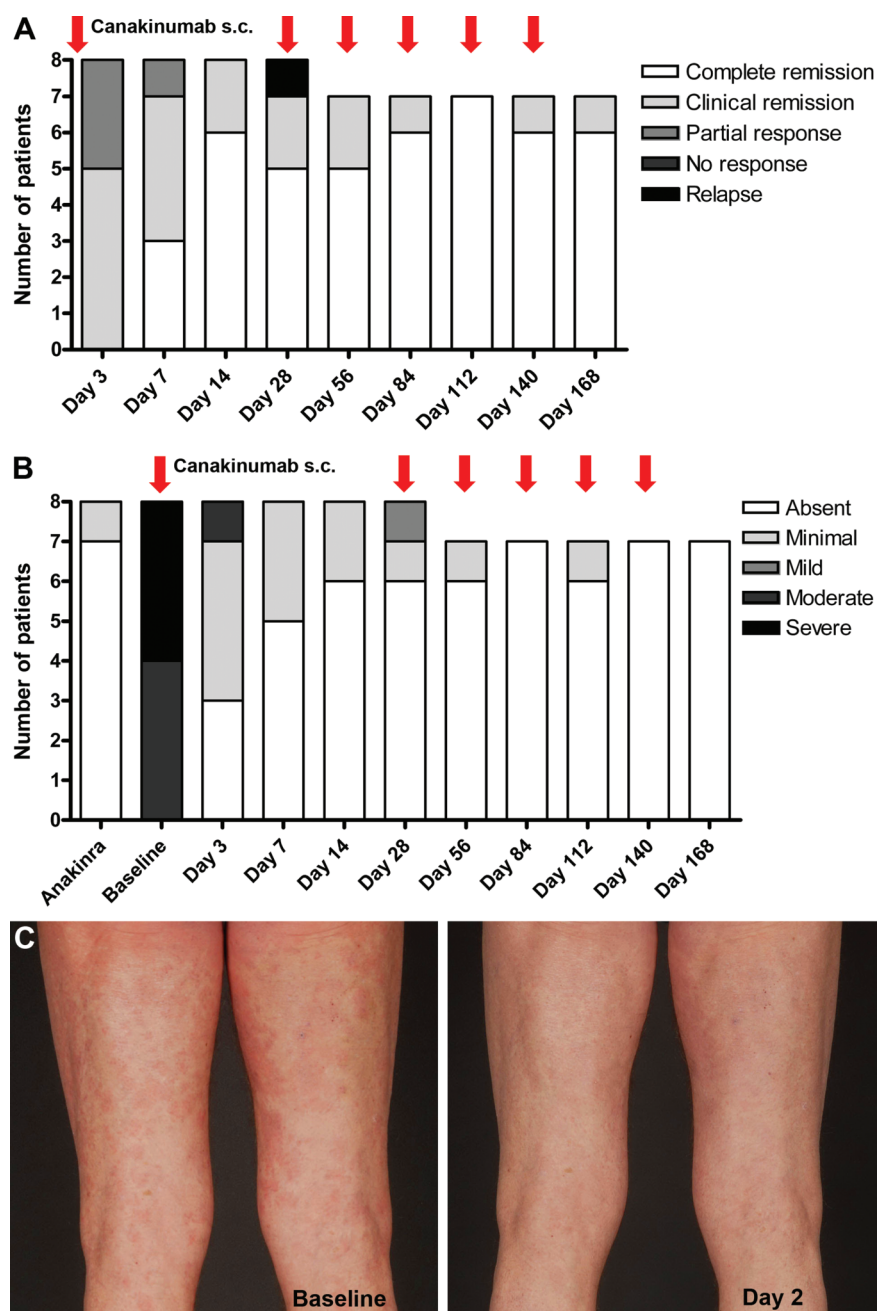 A
Canakinumab s.c.
Number of patients
8
7
6
5
4
3
2
1
0
Day 3
Day 7
Day 14
Day 28
Day 56
Day 84
Day 112
Day 140
Day 168
Complete remission
Clinical remission
Partial response
No response
Relapse
B
Canakinumab s.c.
Number of patients
8
7
6
5
4
3
2
1
0
Anakinra
Baseline
Day 3
Day 7
Day 14
Day 28
Day 56
Day 84
Day 112
Day 140
Day 168
Absent
Minimal
Mild
Moderate
Severe
C
Baseline
Day 2